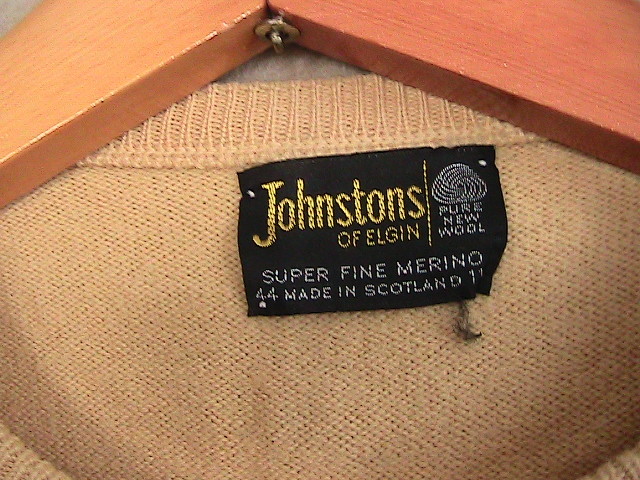 Johnstons
OF ELGIN
PURE
NEW
WOOL
SUPER FINE MERINO
44 MADE IN SCOTLAND 11